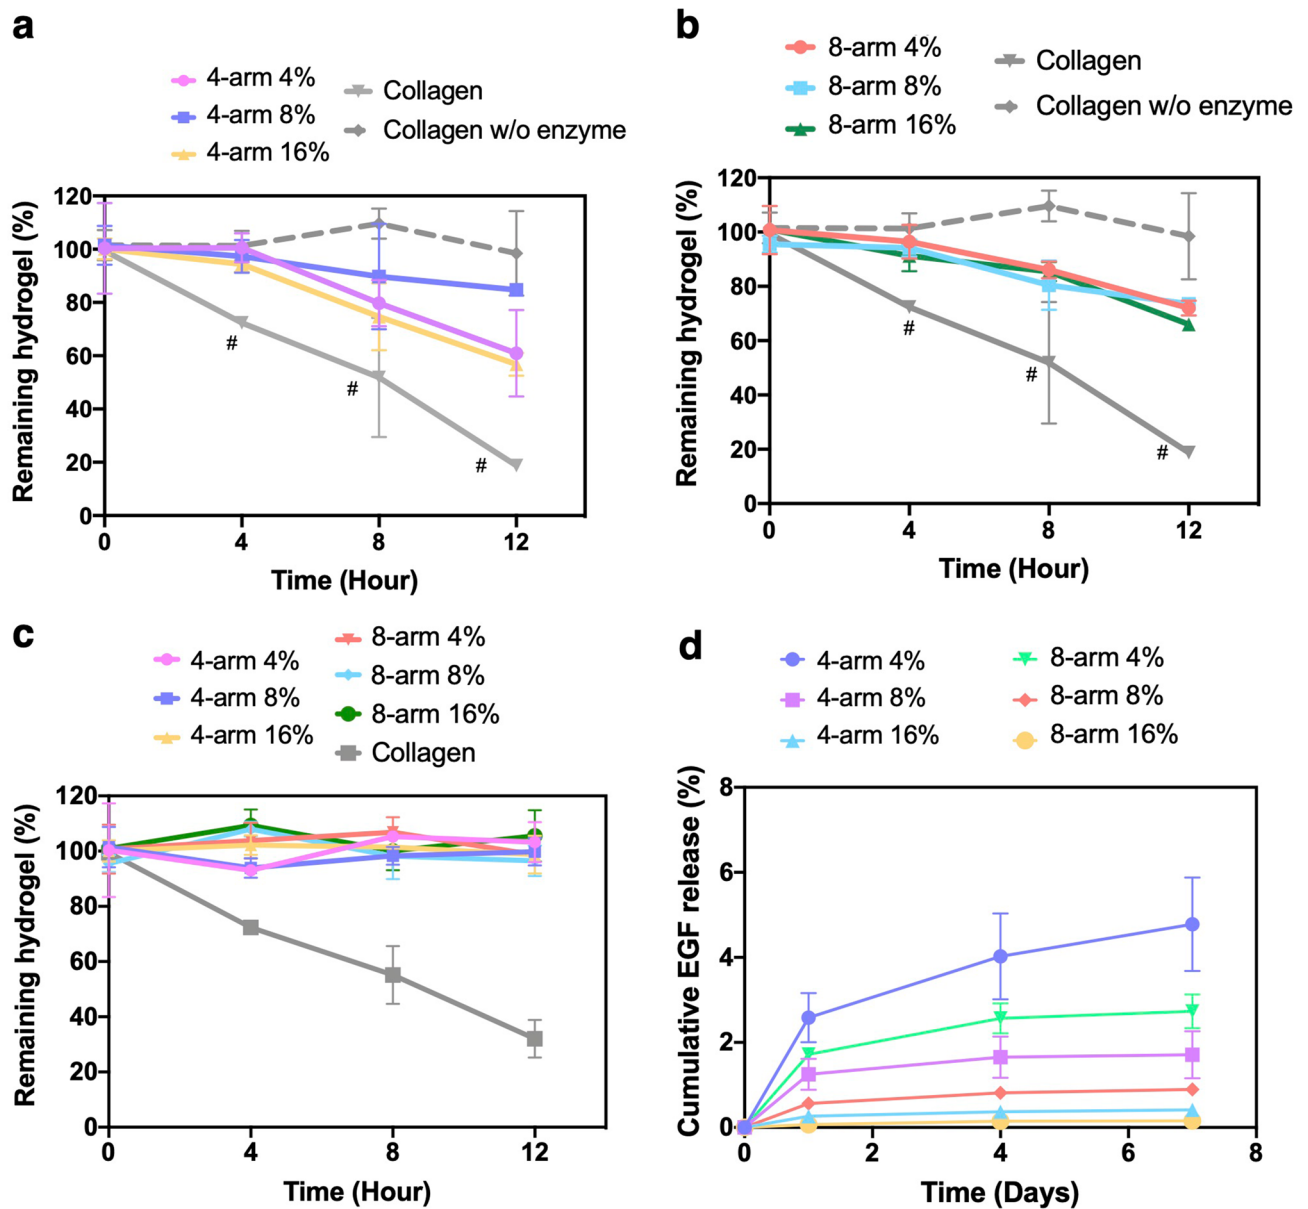 a
4-arm 4%
4-arm 8%
4-arm 16%
Collagen
Collagen w/o enzyme
Remaining hydrogel (%)
120
100
80
60
40
20
0
#
#
#
0 4 8 12
Time (Hour)
b
8-arm 4%
8-arm 8%
8-arm 16%
Collagen
Collagen w/o enzyme
Remaining hydrogel (%)
120
100
80
60
40
20
0
#
#
#
0 4 8 12
Time (Hour)
c
4-arm 4%
4-arm 8%
4-arm 16%
8-arm 4%
8-arm 8%
8-arm 16%
Collagen
Remaining hydrogel (%)
120
100
80
60
40
20
0
0 4 8 12
Time (Hour)
d
4-arm 4%
4-arm 8%
4-arm 16%
8-arm 4%
8-arm 8%
8-arm 16%
Cumulative EGF release (%)
8
6
4
2
0
0 2 4 6 8
Time (Days)